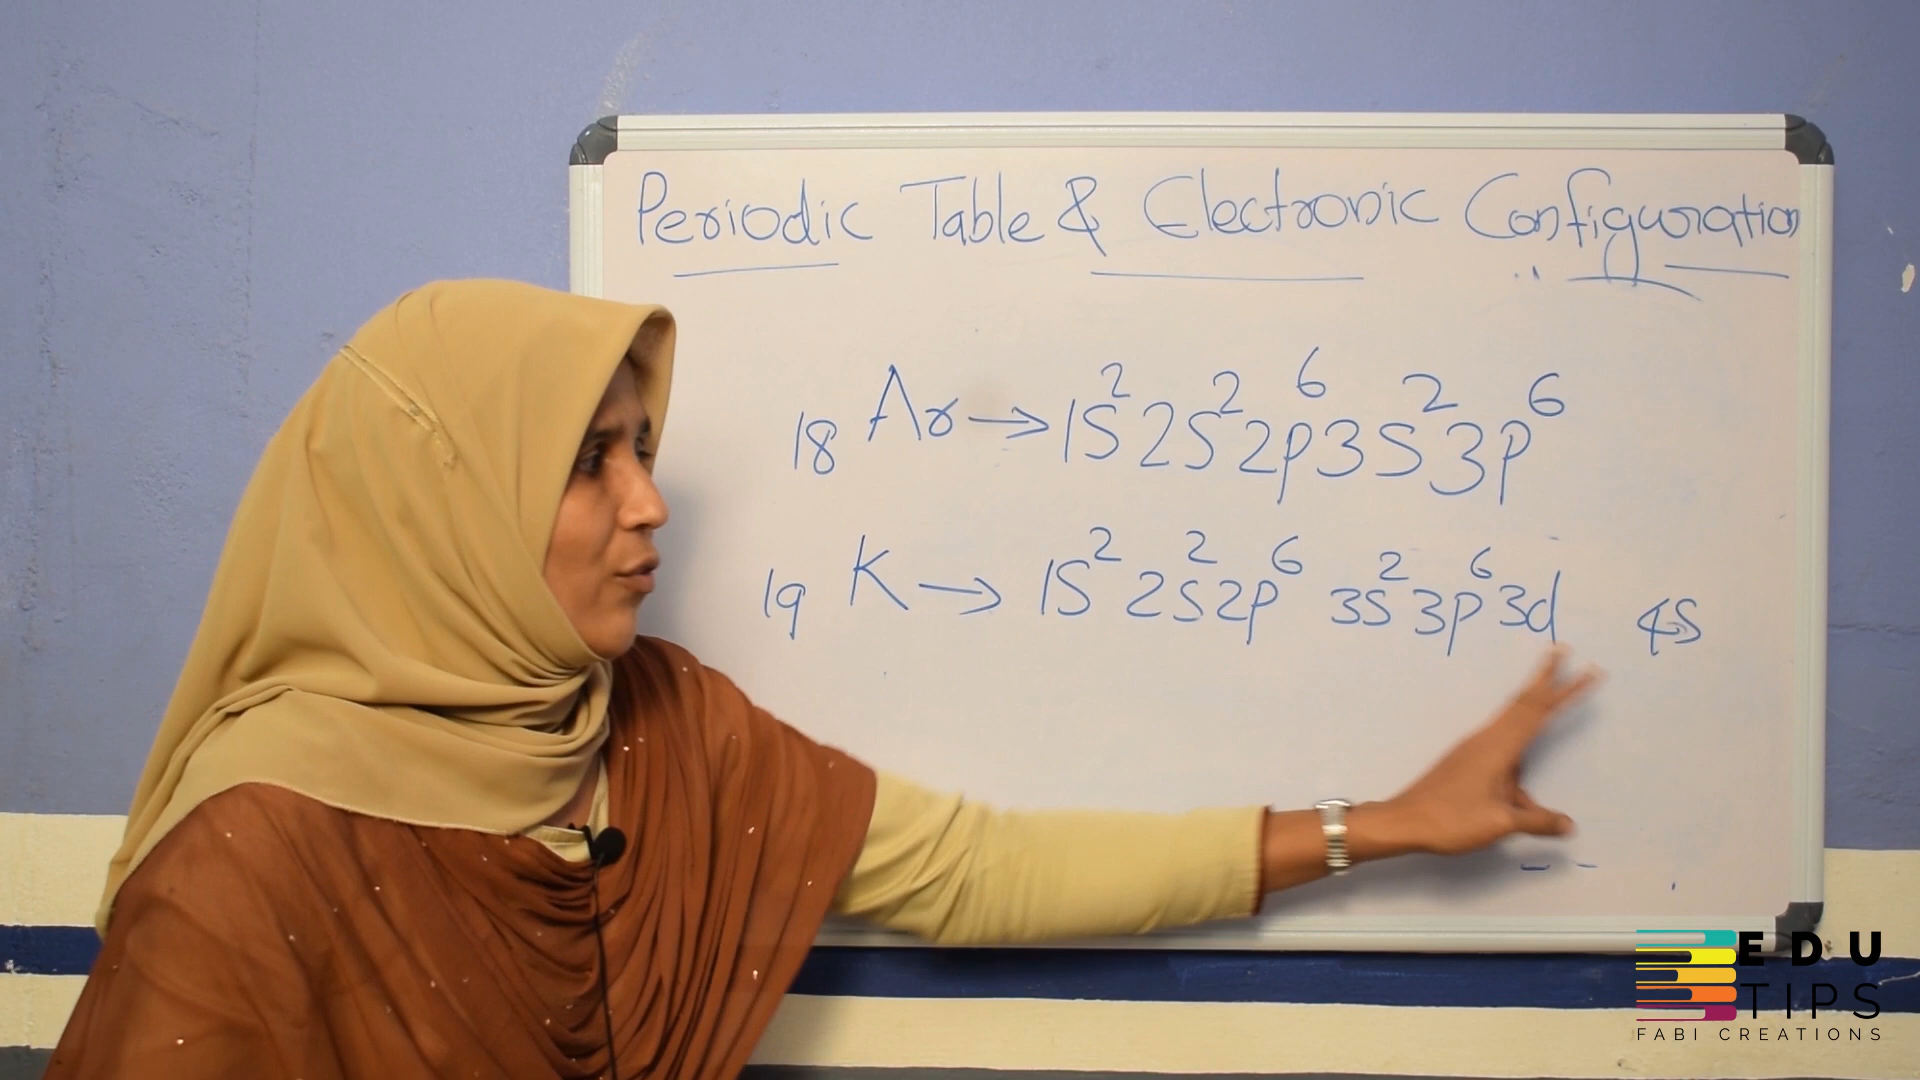 Periodic Table & Electronic Configuration
18 Ar → 1S² 2S² 2p⁶ 3S² 3p⁶
19 K → 1S² 2S² 2p⁶ 3S² 3p⁶ 3d 4S
EDU
TIPS
FABI CREATIONS